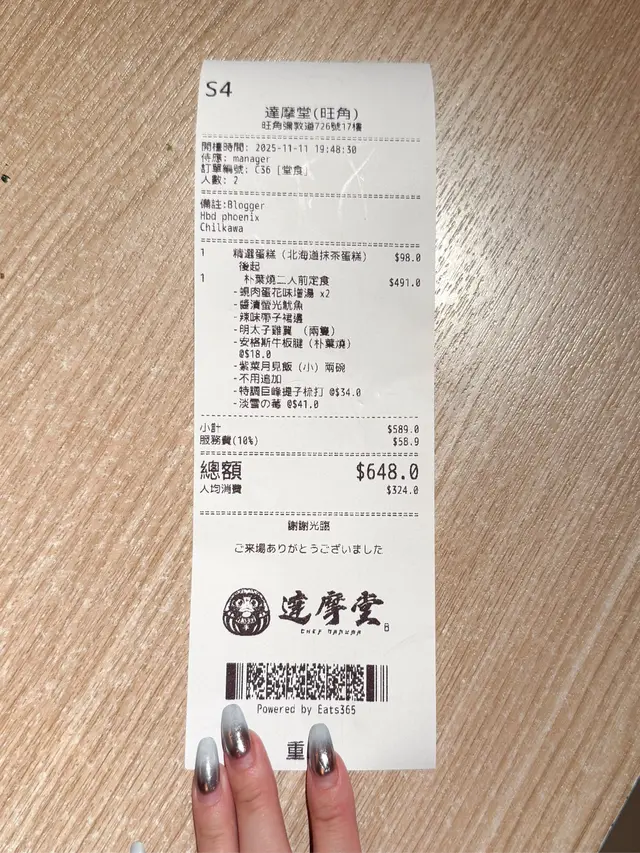 S4
達摩堂(旺角)
旺角彌敦道726號17樓
開檯時間: 2025-11-11 19:48:30
侍應: manager
訂單編號: C36 [堂食]
人數: 2
備註:Blogger
Hbd phoenix
Chilkawa
1 精選蛋糕 (北海道抹茶蛋糕) $98.0
後起
1 朴葉燒二人前定食 $491.0
-蜆肉蛋花味增湯 x2
-醬漬螢光魷魚
-辣味帶子裙邊
-明太子雞翼 (兩隻)
-安格斯牛板腱 (朴葉燒)
@$18.0
-紫菜月見飯 (小) 兩碗
-不用追加
-特調巨峰提子梳打 @$34.0
-淡雪の莓 @$41.0
小計 $589.0
服務費(10%) $58.9
總額 $648.0
人均消費 $324.0
謝謝光臨
ご来場ありがとうございました
達摩堂
Powered by Eats365
重